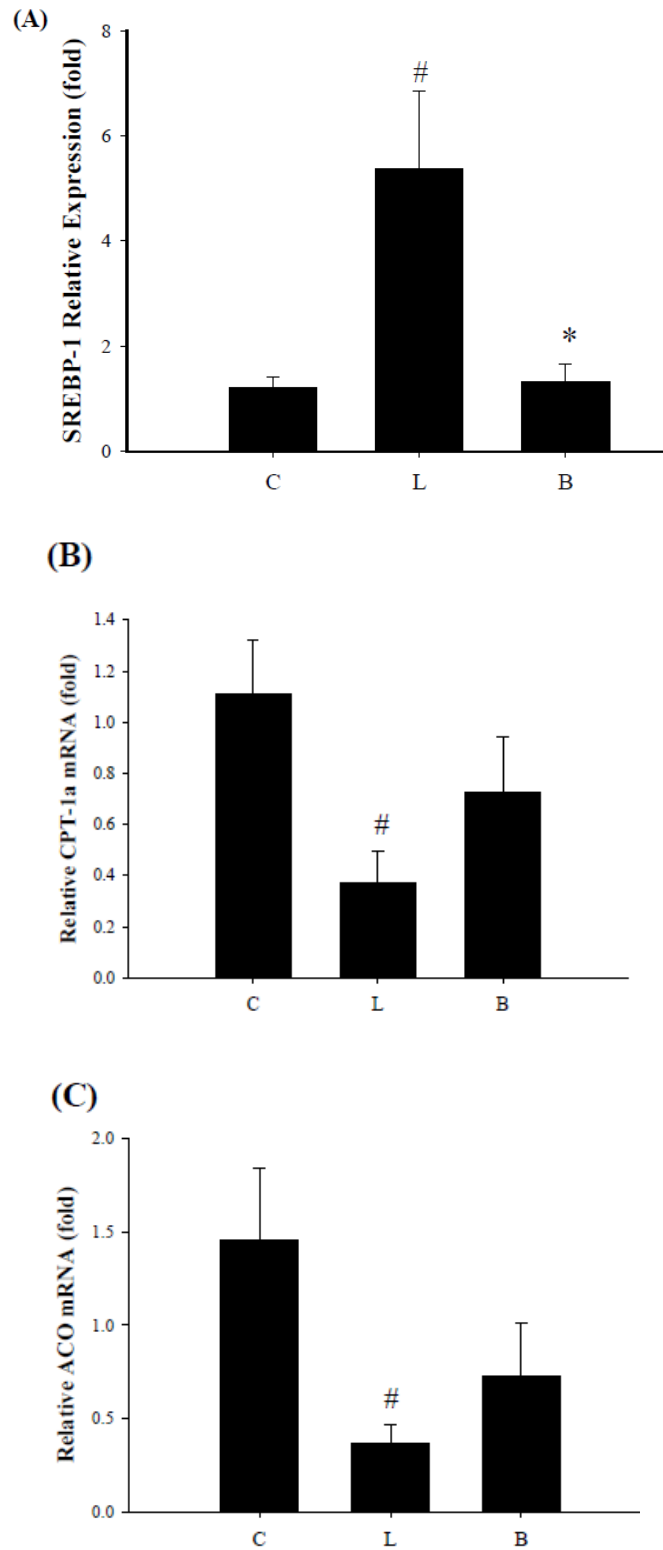 (A)
SREBP-1 Relative Expression (fold)
8
6
4
2
0
#
*
C L B
(B)
Relative CPT-1a mRNA (fold)
1.4
1.2
1.0
0.8
0.6
0.4
0.2
0.0
#
C L B
(C)
Relative ACO mRNA (fold)
2.0
1.5
1.0
0.5
0.0
#
C L B